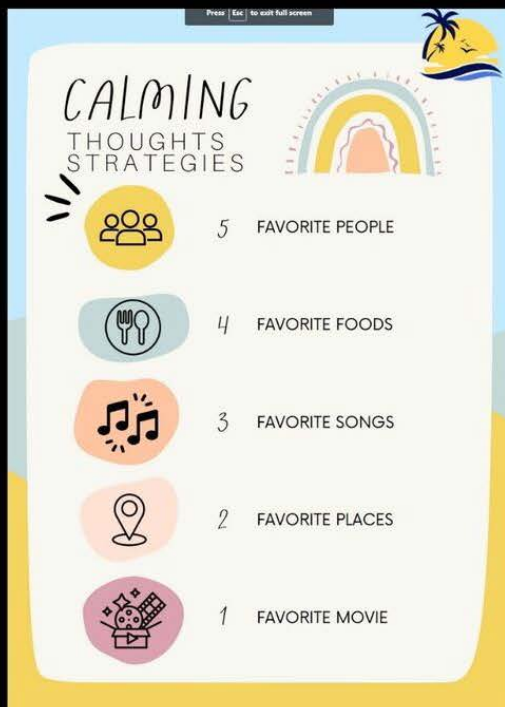 Press Esc to exit full screen
CALMING
THOUGHTS
STRATEGIES
5 FAVORITE PEOPLE
4 FAVORITE FOODS
3 FAVORITE SONGS
2 FAVORITE PLACES
1 FAVORITE MOVIE